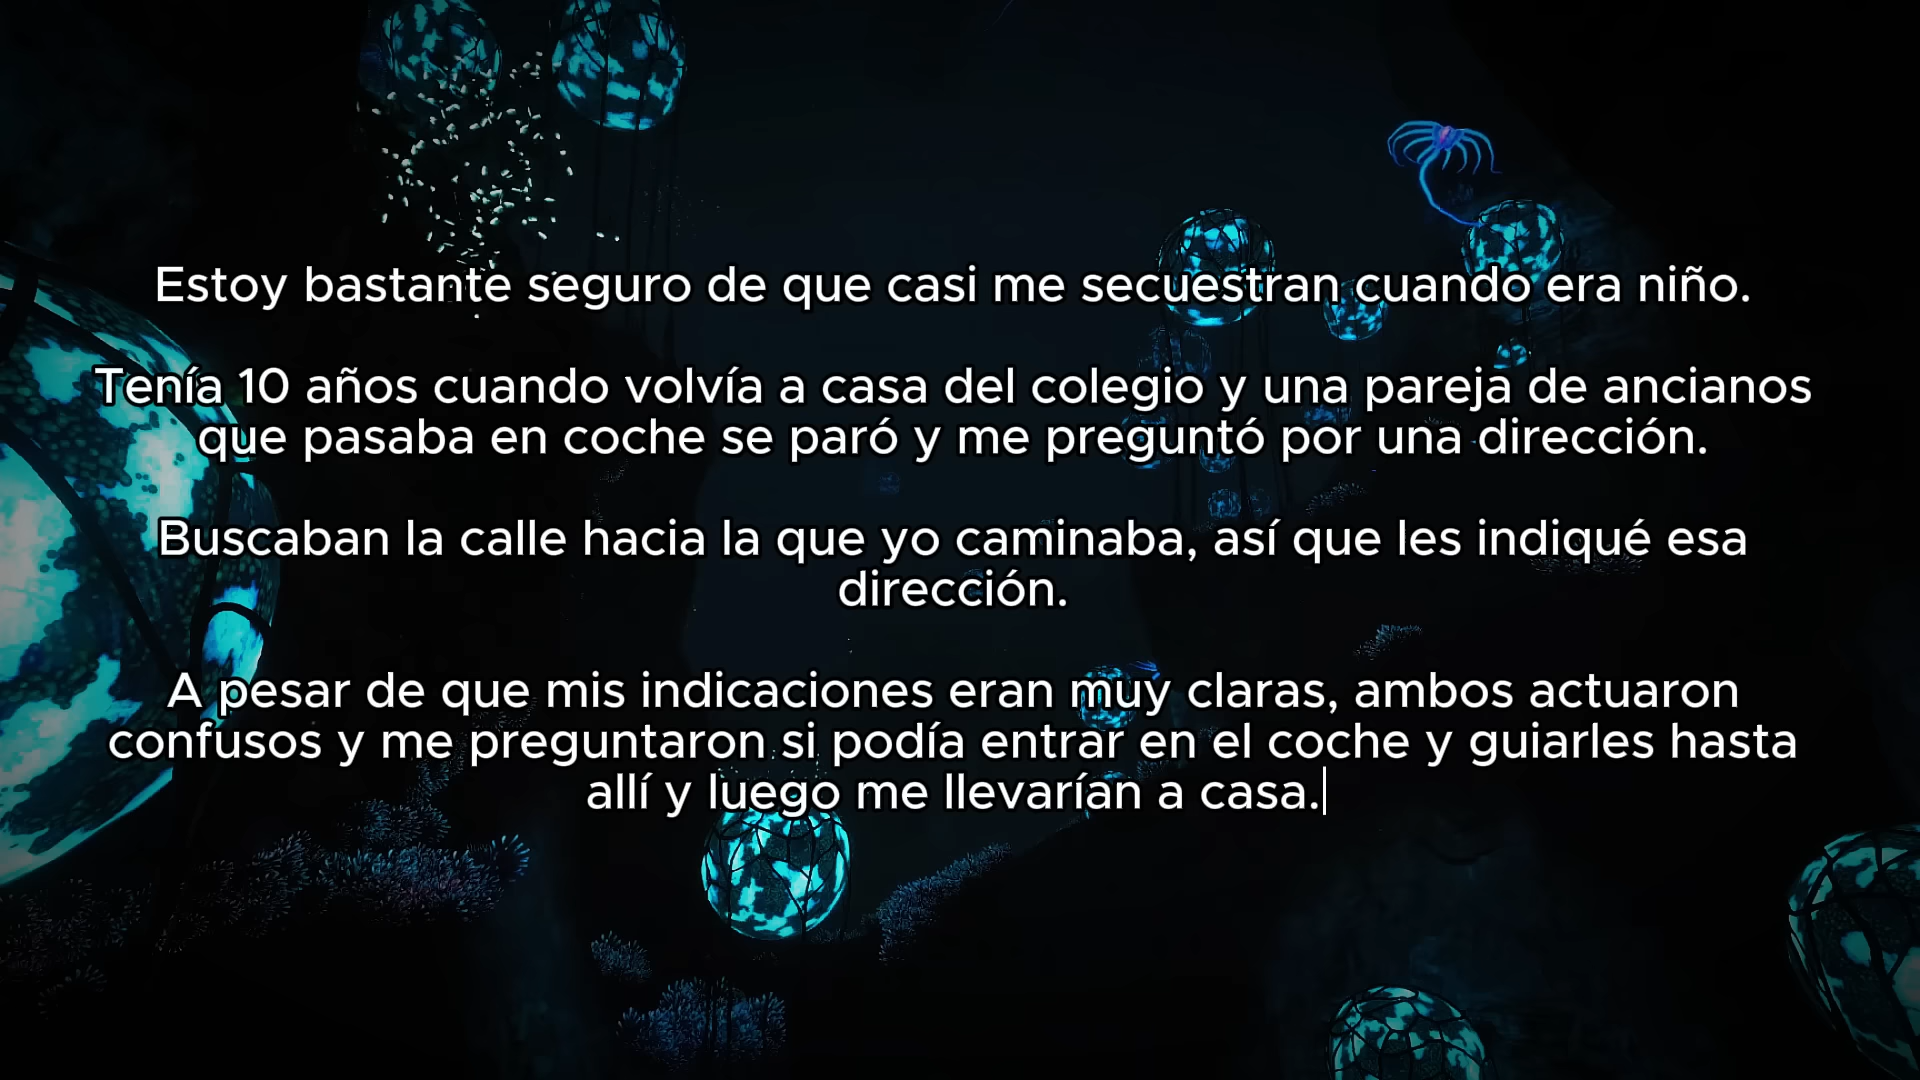 Estoy bastante seguro de que casi me secuestran cuando era niño.
Tenía 10 años cuando volvía a casa del colegio y una pareja de ancianos
que pasaba en coche se paró y me preguntó por una dirección.
Buscaban la calle hacia la que yo caminaba, así que les indiqué esa
dirección.
A pesar de que mis indicaciones eran muy claras, ambos actuaron
confusos y me preguntaron si podía entrar en el coche y guiarles hasta
allí y luego me llevarían a casa.